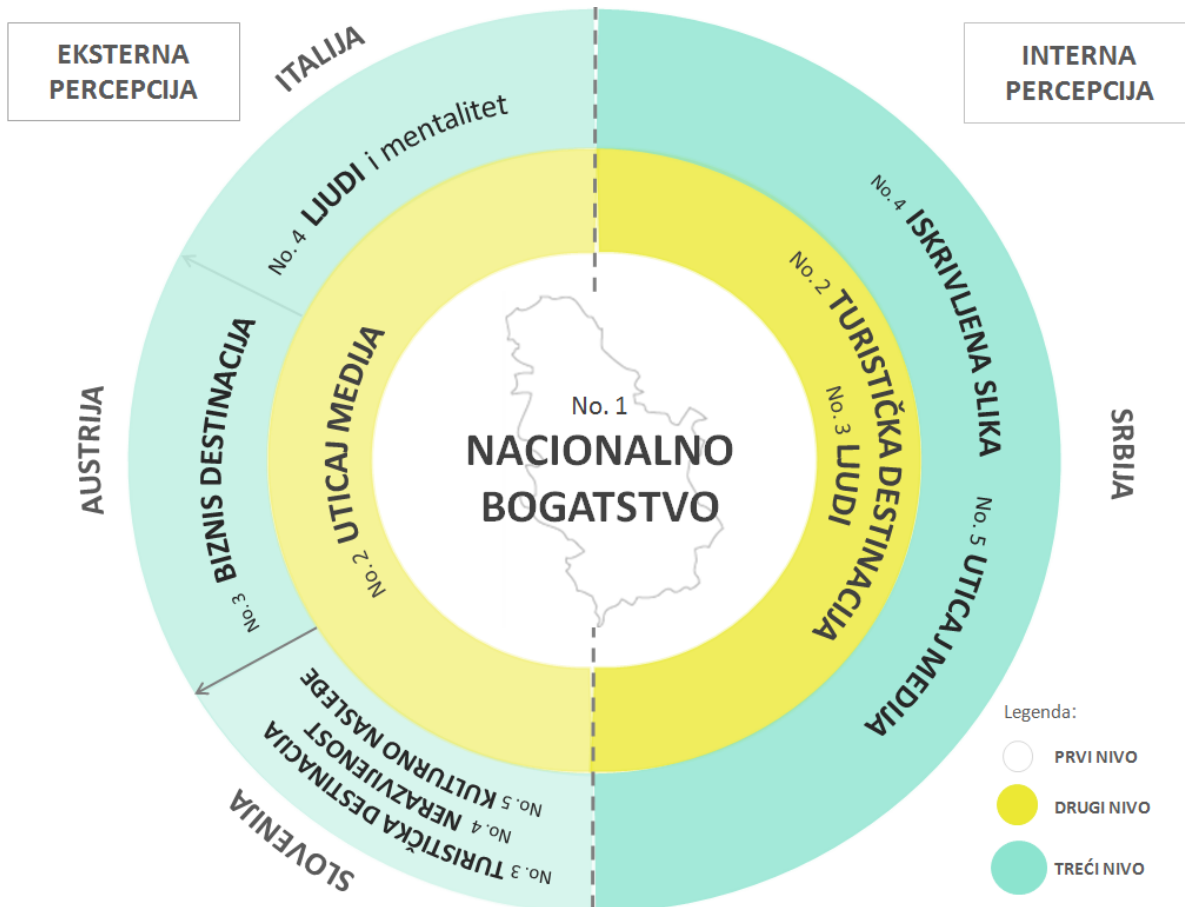 EKSTERNA
PERCEPCIJA
INTERNA
PERCEPCIJA
ITALIJA
No. 4 LJUDI i mentalitet
AUSTRIJA
No.3 BIZNIS DESTINACIJA
No.2 UTICAJ MEDIJA
No. 1
NACIONALNO
BOGATSTVO
No.2 TURISTIČKA DESTINACIJA
No.3 LJUDI
No.4 ISKRIVLJENA SLIKA
No.5 UTICAJ MEDIJA
SRBIJA
No.5 KULTURNO NASLEĐE
No.4 NERAZVIJENOST
No.3 TURISTIČKA DESTINACIJA
SLOVENIJA
Legenda:
PRVI NIVO
DRUGI NIVO
TREĆI NIVO